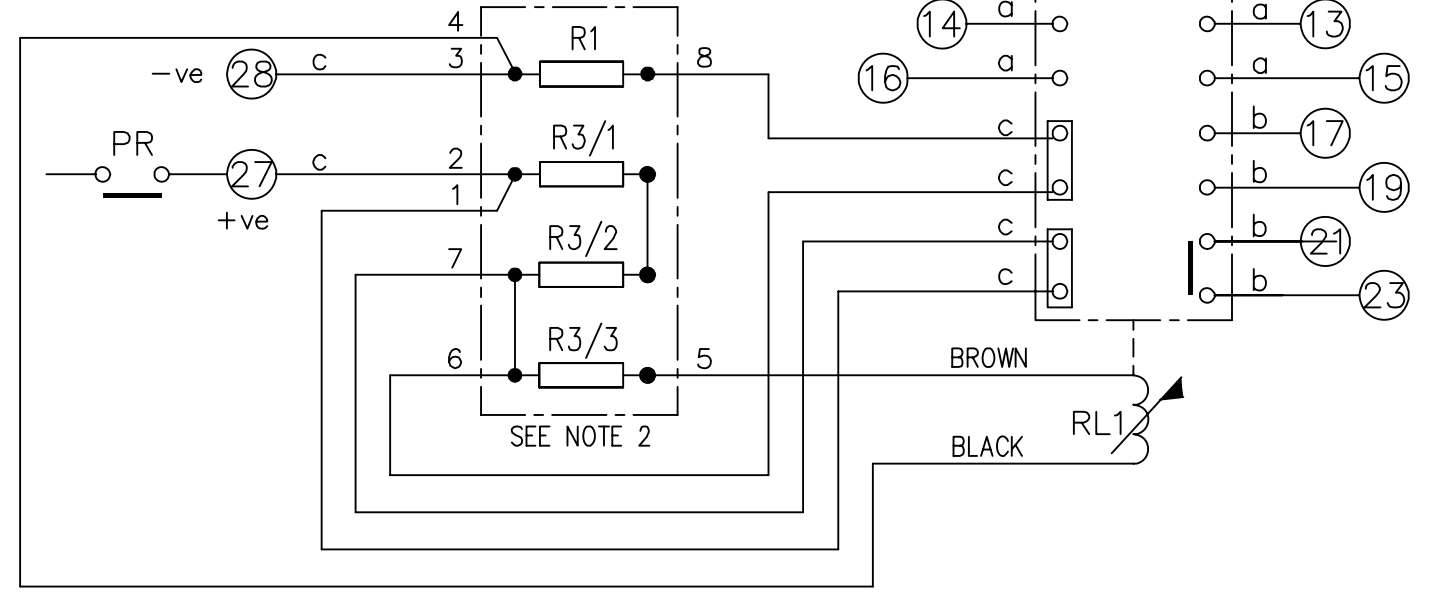 4 R1 14 a a 13
-ve 28 c 3 8 16 a a 15
PR R3/1 c b 17
27 c 2 c b 19
+ve 1
7 R3/2 c b 21
c b 23
6 R3/3 5 BROWN
SEE NOTE 2 RL1
BLACK